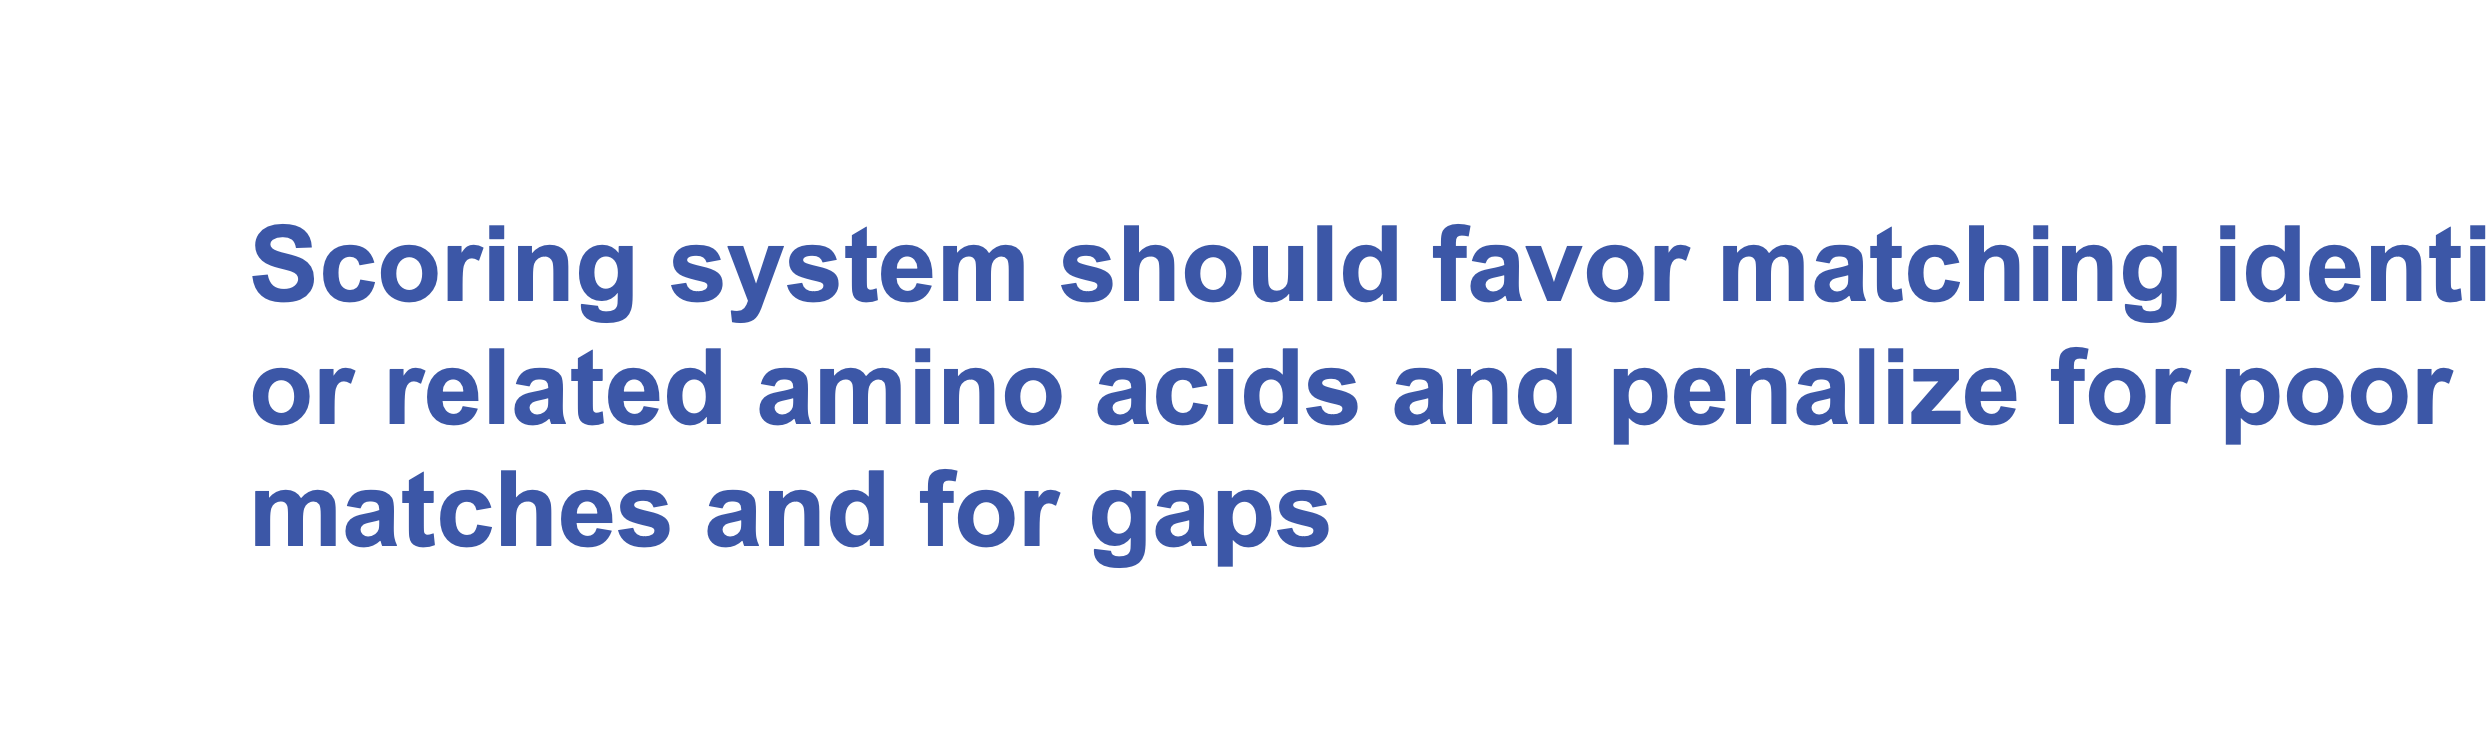 Scoring system should favor matching identi
or related amino acids and penalize for poor
matches and for gaps